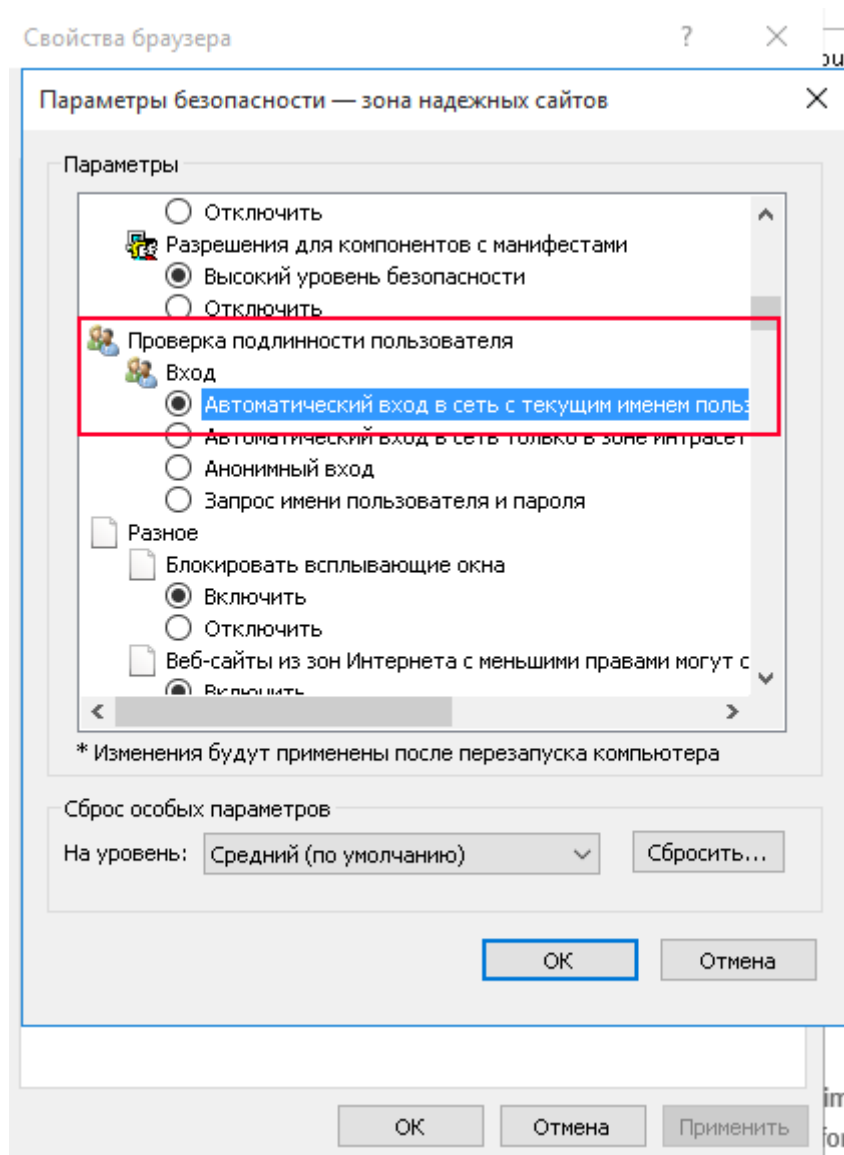 Свойства браузера
Параметры безопасности — зона надежных сайтов
Параметры
Отключить
Разрешения для компонентов с манифестами
Высокий уровень безопасности
Отключить
Проверка подлинности пользователя
Вход
Автоматический вход в сеть с текущим именем польз
Автоматический вход в сеть только в зоне интрасет
Анонимный вход
Запрос имени пользователя и пароля
Разное
Блокировать всплывающие окна
Включить
Отключить
Веб-сайты из зон Интернета с меньшими правами могут с
Включить
* Изменения будут применены после перезапуска компьютера
Сброс особых параметров
На уровень: Средний (по умолчанию) Сбросить...
ОК Отмена
ОК Отмена Применить